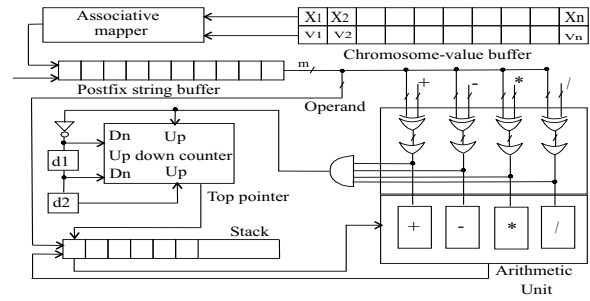 Associative
mapper
X1 X2 Xn
V1 V2 Vn
Chromosome-value buffer
m
Postfix string buffer
Operand
+ - * /
Dn Up
d1
Up down counter
Dn Up
d2
Top pointer
Stack
+ - * /
Arithmetic
Unit